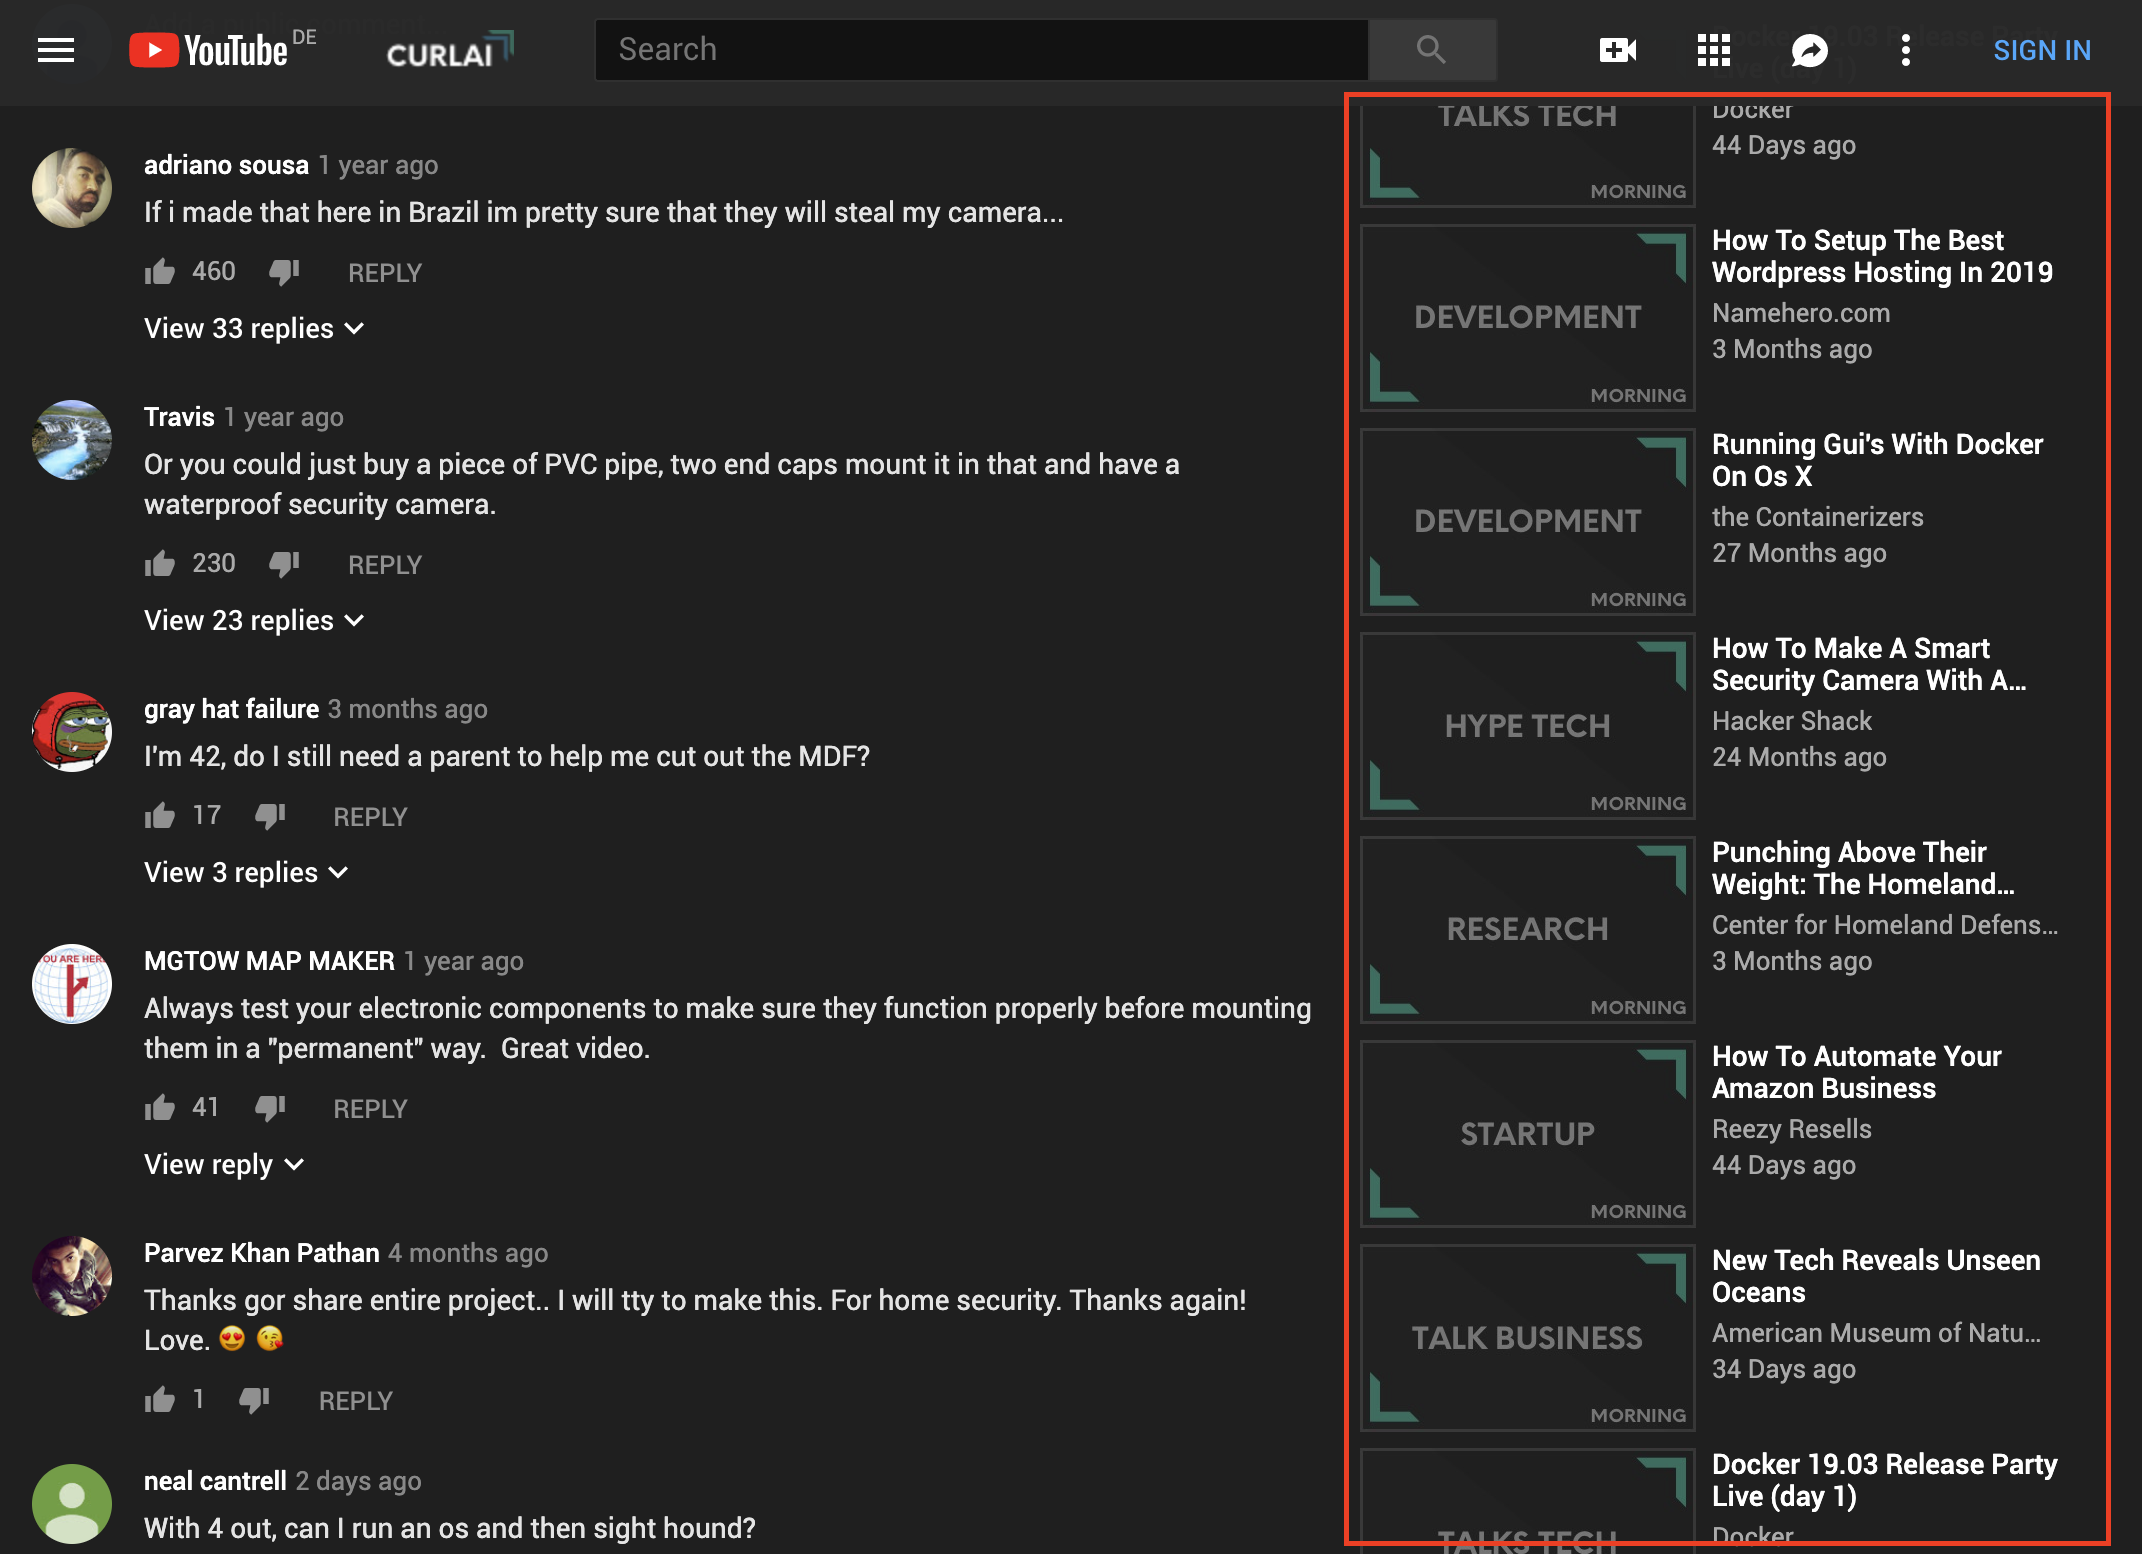 YouTube DE
CURLAI
Search
SIGN IN
adriano sousa 1 year ago
If i made that here in Brazil im pretty sure that they will steal my camera...
460 REPLY
View 33 replies
Travis 1 year ago
Or you could just buy a piece of PVC pipe, two end caps mount it in that and have a
waterproof security camera.
230 REPLY
View 23 replies
gray hat failure 3 months ago
I'm 42, do I still need a parent to help me cut out the MDF?
17 REPLY
View 3 replies
YOU ARE HERE
MGTOW MAP MAKER 1 year ago
Always test your electronic components to make sure they function properly before mounting
them in a "permanent" way.  Great video.
41 REPLY
View reply
Parvez Khan Pathan 4 months ago
Thanks gor share entire project.. I will tty to make this. For home security. Thanks again!
Love. 😍 😘
1 REPLY
neal cantrell 2 days ago
With 4 out, can I run an os and then sight hound?
Docker 19.03 Release Party
Live (day 1)
TALKS TECH
MORNING
Docker
44 Days ago
DEVELOPMENT
MORNING
How To Setup The Best
Wordpress Hosting In 2019
Namehero.com
3 Months ago
DEVELOPMENT
MORNING
Running Gui's With Docker
On Os X
the Containerizers
27 Months ago
HYPE TECH
MORNING
How To Make A Smart
Security Camera With A...
Hacker Shack
24 Months ago
RESEARCH
MORNING
Punching Above Their
Weight: The Homeland...
Center for Homeland Defens...
3 Months ago
STARTUP
MORNING
How To Automate Your
Amazon Business
Reezy Resells
44 Days ago
TALK BUSINESS
MORNING
New Tech Reveals Unseen
Oceans
American Museum of Natu...
34 Days ago
TALKS TECH
Docker 19.03 Release Party
Live (day 1)
Docker